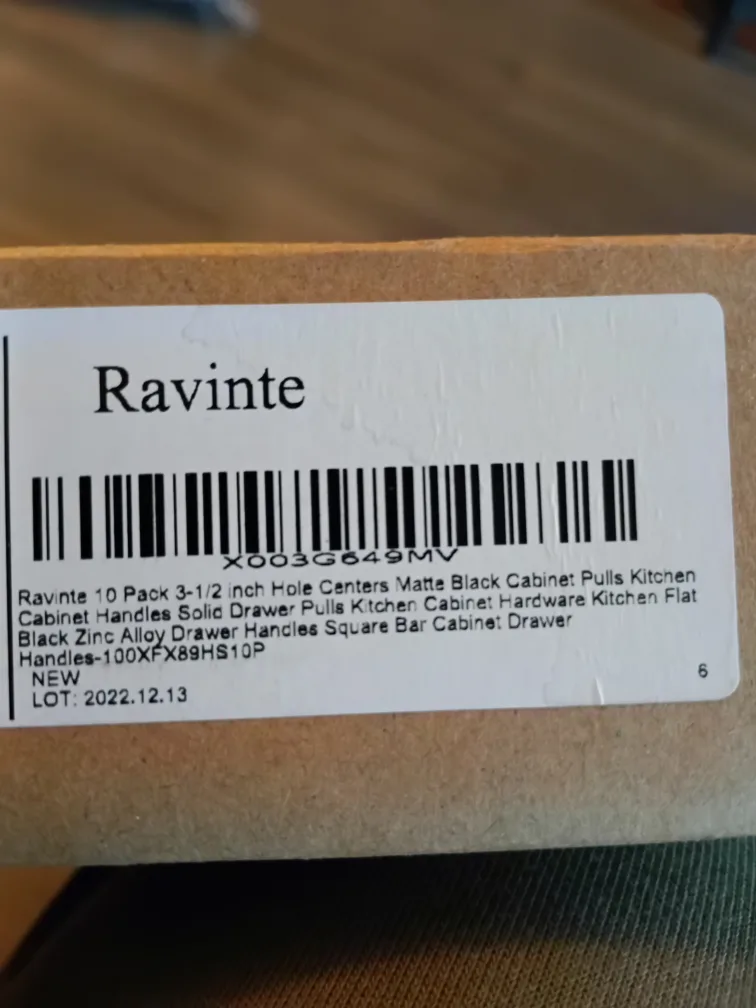 Ravinte
X003G649MV
Ravinte 10 Pack 3-1/2 inch Hole Centers Matte Black Cabinet Pulls Kitchen
Cabinet Handles Solid Drawer Pulls Kitchen Cabinet Hardware Kitchen Flat
Black Zinc Alloy Drawer Handles Square Bar Cabinet Drawer
Handles-100XFX89HS10P
NEW
6
LOT: 2022.12.13